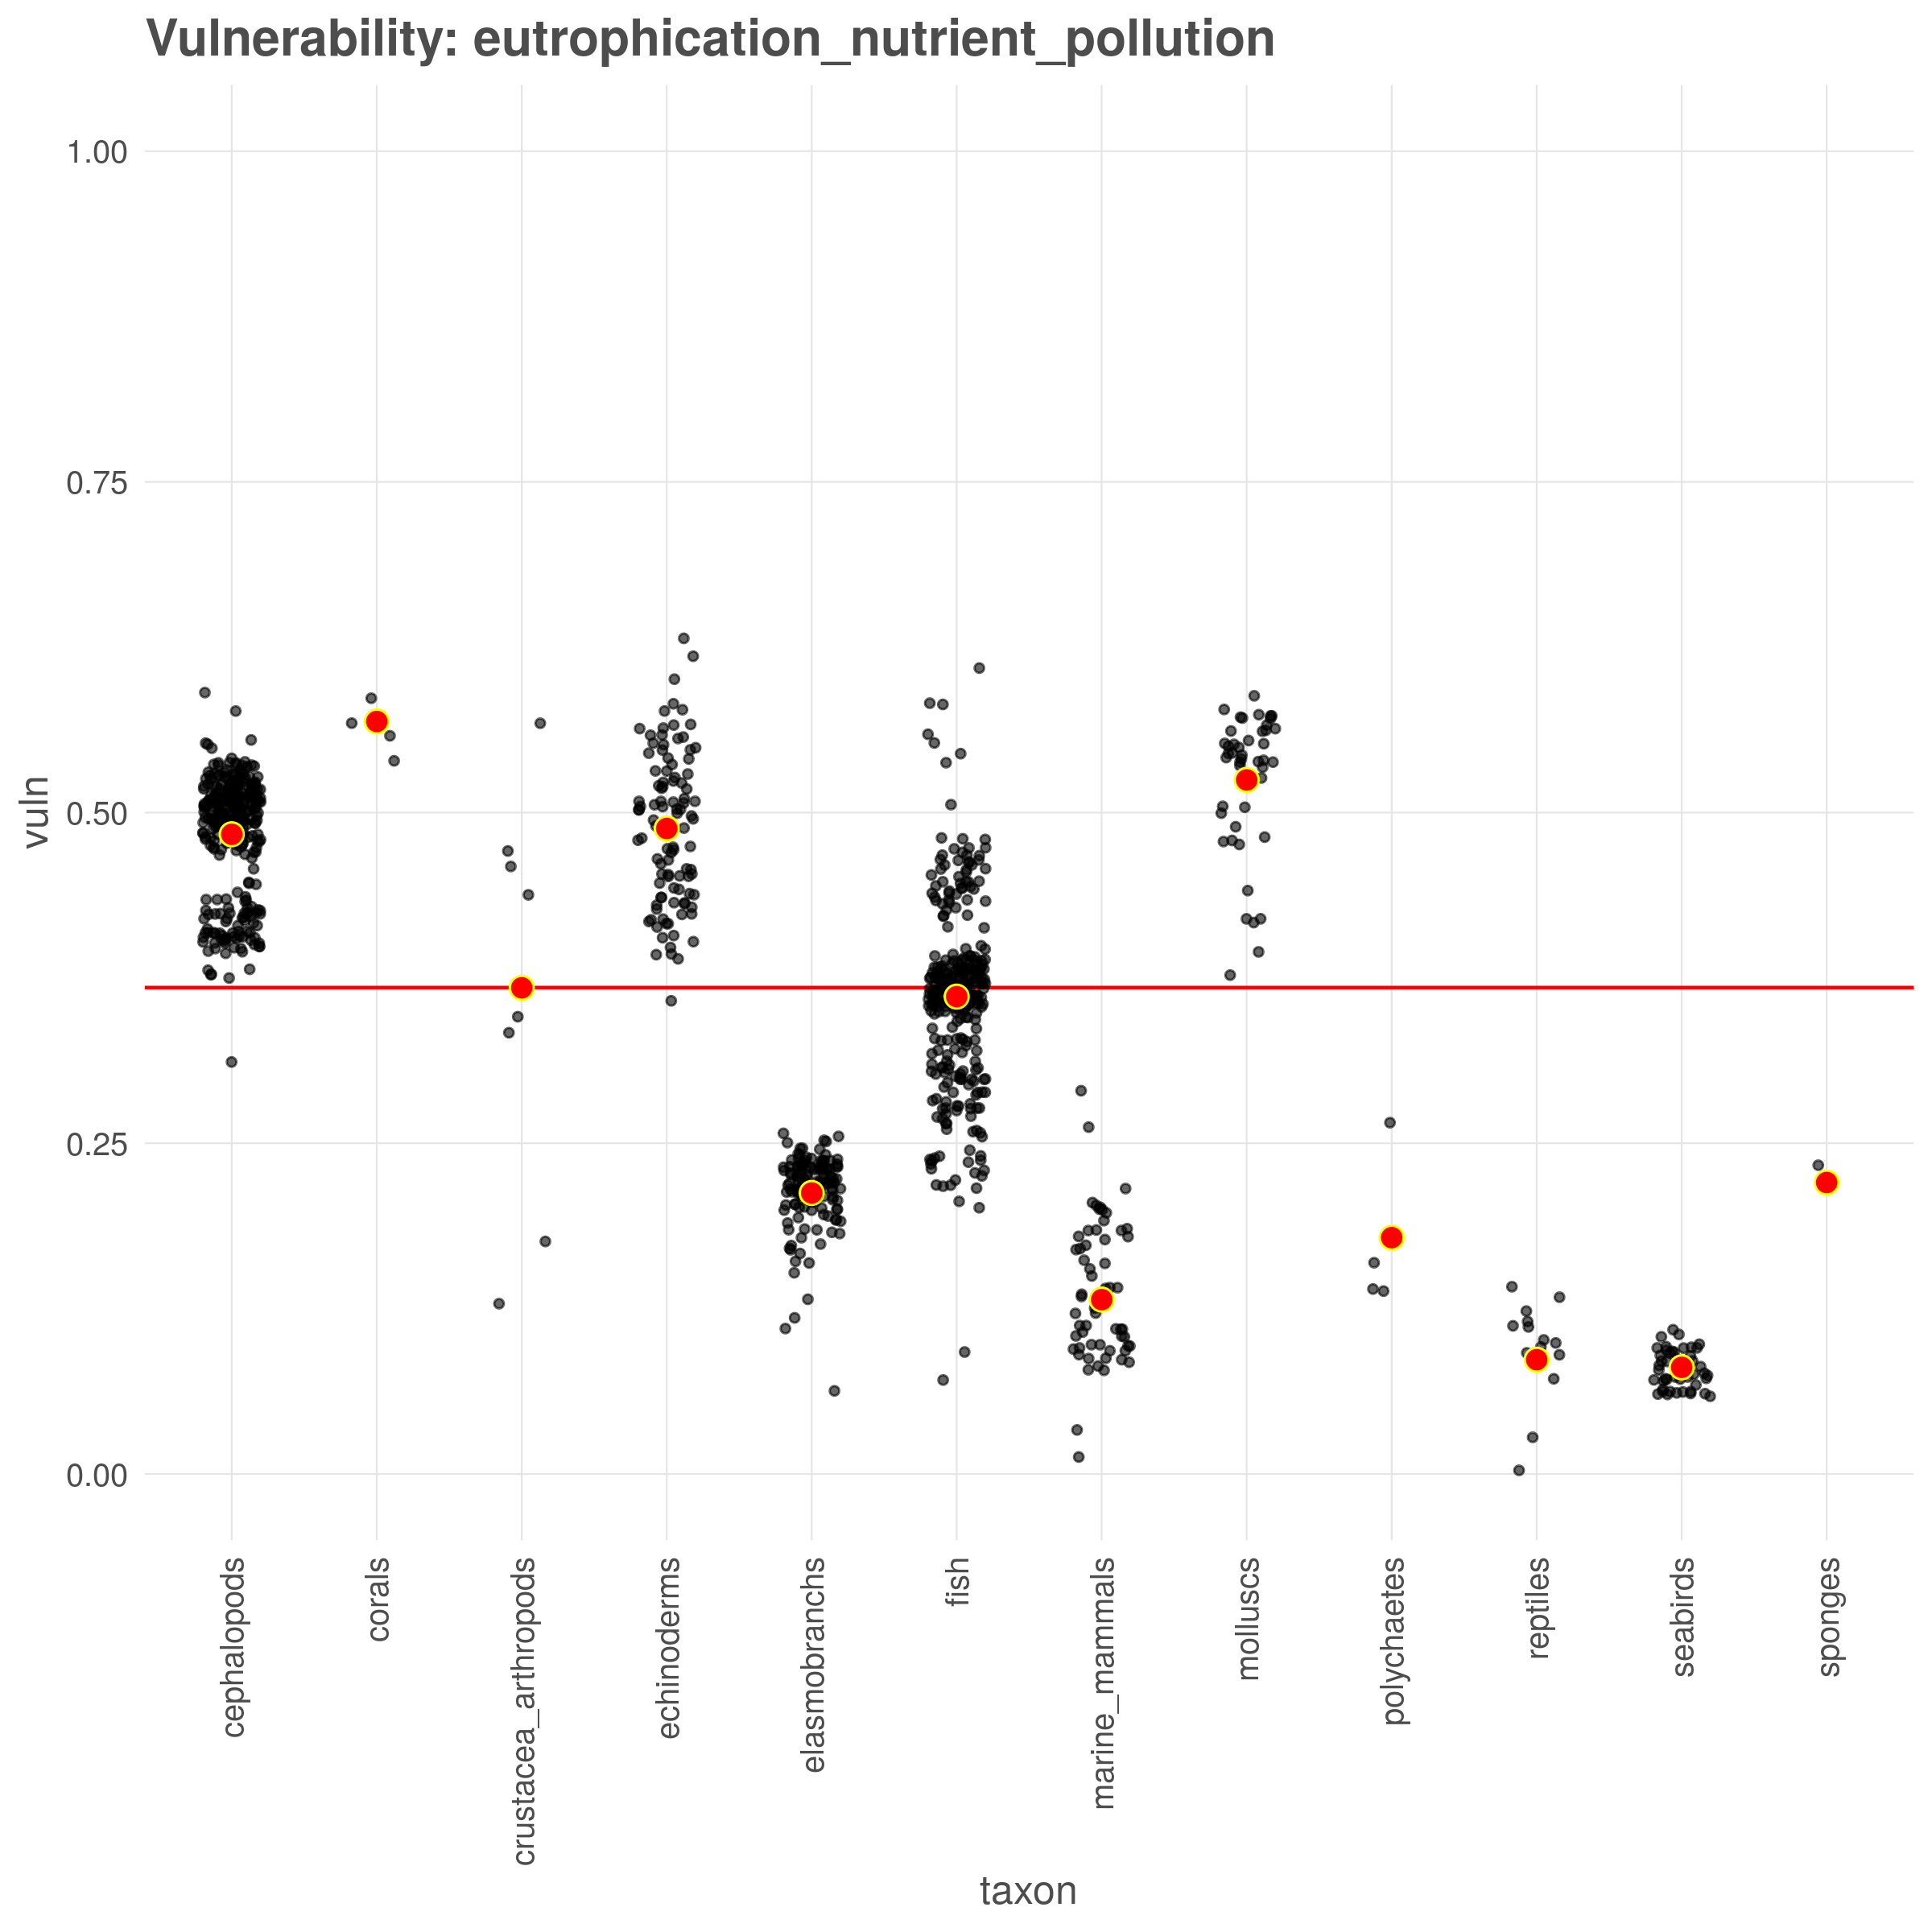 Vulnerability: eutrophication_nutrient_pollution
1.00
0.75
0.50
0.25
0.00
vuln
cephalopods
corals
crustacea_arthropods
echinoderms
elasmobranchs
fish
marine_mammals
molluscs
polychaetes
reptiles
seabirds
sponges
taxon